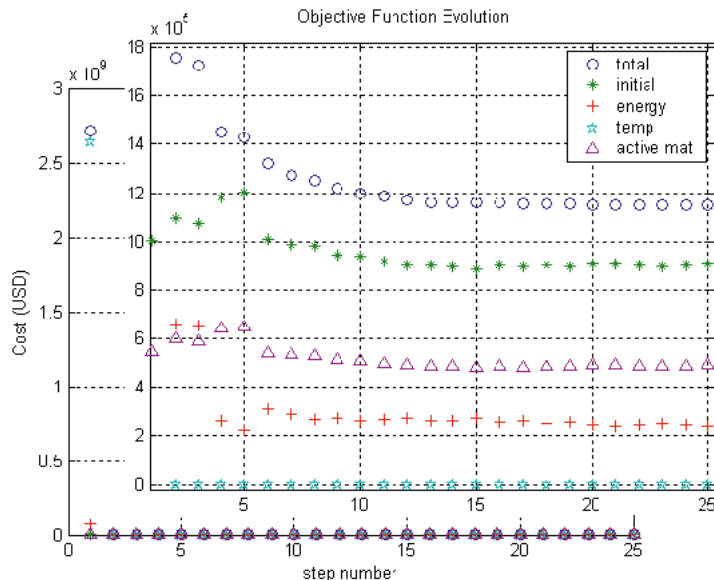 Objective Function Evolution
x 10^5
18
16
14
12
10
8
6
4
2
0
5
10
15
20
25
total
initial
energy
temp
active mat
x 10^9
3
2.5
2
1.5
1
0.5
0
0
5
10
15
20
25
Cost (USD)
step number